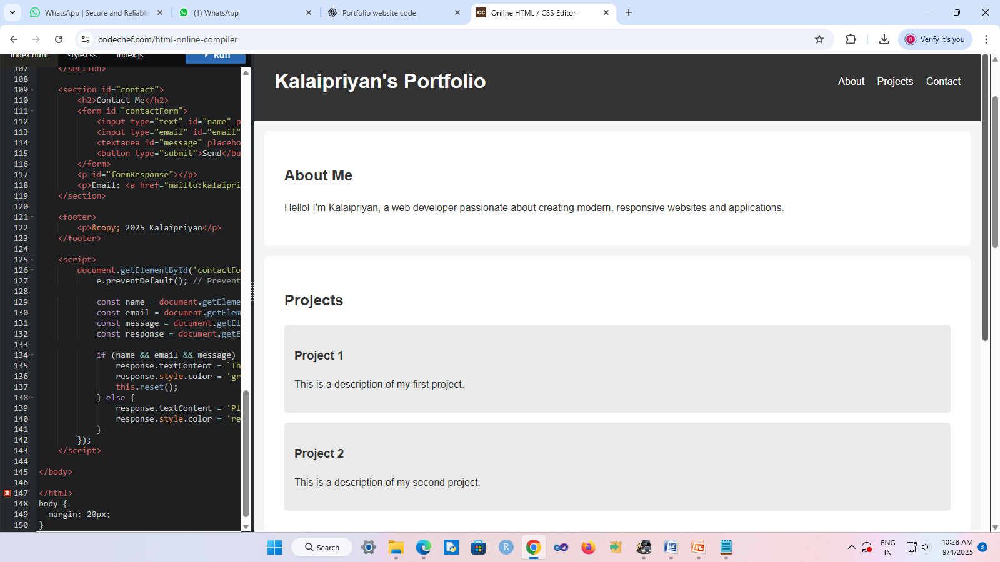 WhatsApp | Secure and Reliable
(1) WhatsApp
Portfolio website code
CC Online HTML / CSS Editor
codechef.com/html-online-compiler
G Verify it's you
index.html style.css index.js Run
107 </section>
108
109 <section id="contact">
110 <h2>Contact Me</h2>
111 <form id="contactForm">
112 <input type="text" id="name" p
113 <input type="email" id="email"
114 <textarea id="message" placeho
115 <button type="submit">Send</bu
116 </form>
117 <p id="formResponse"></p>
118 <p>Email: <a href="mailto:kalaipri
119 </section>
120
121 <footer>
122 <p>&copy; 2025 Kalaipriyan</p>
123 </footer>
124
125 <script>
126 document.getElementById('contactFo
127 e.preventDefault(); // Prevent
128
129 const name = document.getEleme
130 const email = document.getElem
131 const message = document.getEl
132 const response = document.getE
133
134 if (name && email && message)
135 response.textContent = `Th
136 response.style.color = 'gr
137 this.reset();
138 } else {
139 response.textContent = 'Pl
140 response.style.color = 're
141 }
142 });
143 </script>
144
145 </body>
146
147 </html>
148 body {
149 margin: 20px;
150 }
Kalaipriyan's Portfolio
About Projects Contact
About Me
Hello! I'm Kalaipriyan, a web developer passionate about creating modern, responsive websites and applications.
Projects
Project 1
This is a description of my first project.
Project 2
This is a description of my second project.
Search
R
W
EC
ENG
IN
10:28 AM
9/4/2025
3